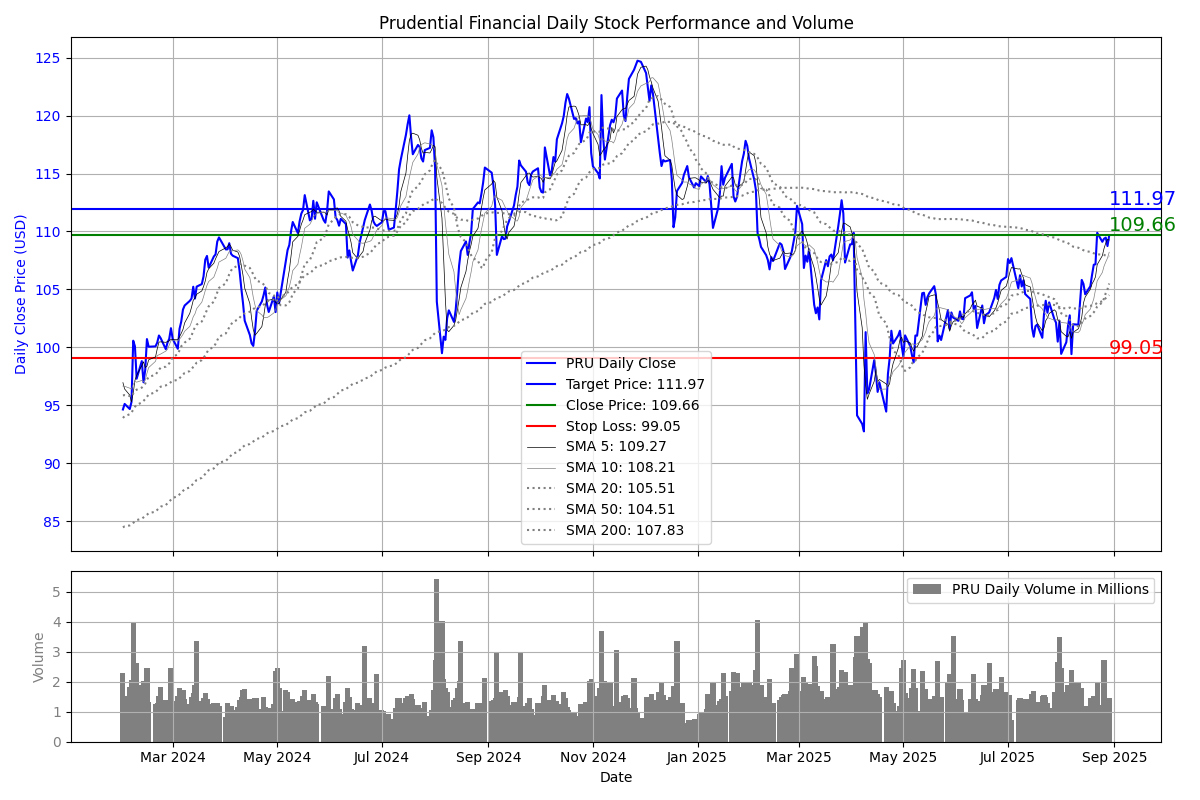 Prudential Financial Daily Stock Performance and Volume
Daily Close Price (USD)
125
120
115
110
105
100
95
90
85
111.97
109.66
99.05
PRU Daily Close
Target Price: 111.97
Close Price: 109.66
Stop Loss: 99.05
SMA 5: 109.27
SMA 10: 108.21
SMA 20: 105.51
SMA 50: 104.51
SMA 200: 107.83
Volume
5
4
3
2
1
0
PRU Daily Volume in Millions
Mar 2024 May 2024 Jul 2024 Sep 2024 Nov 2024 Jan 2025 Mar 2025 May 2025 Jul 2025 Sep 2025
Date